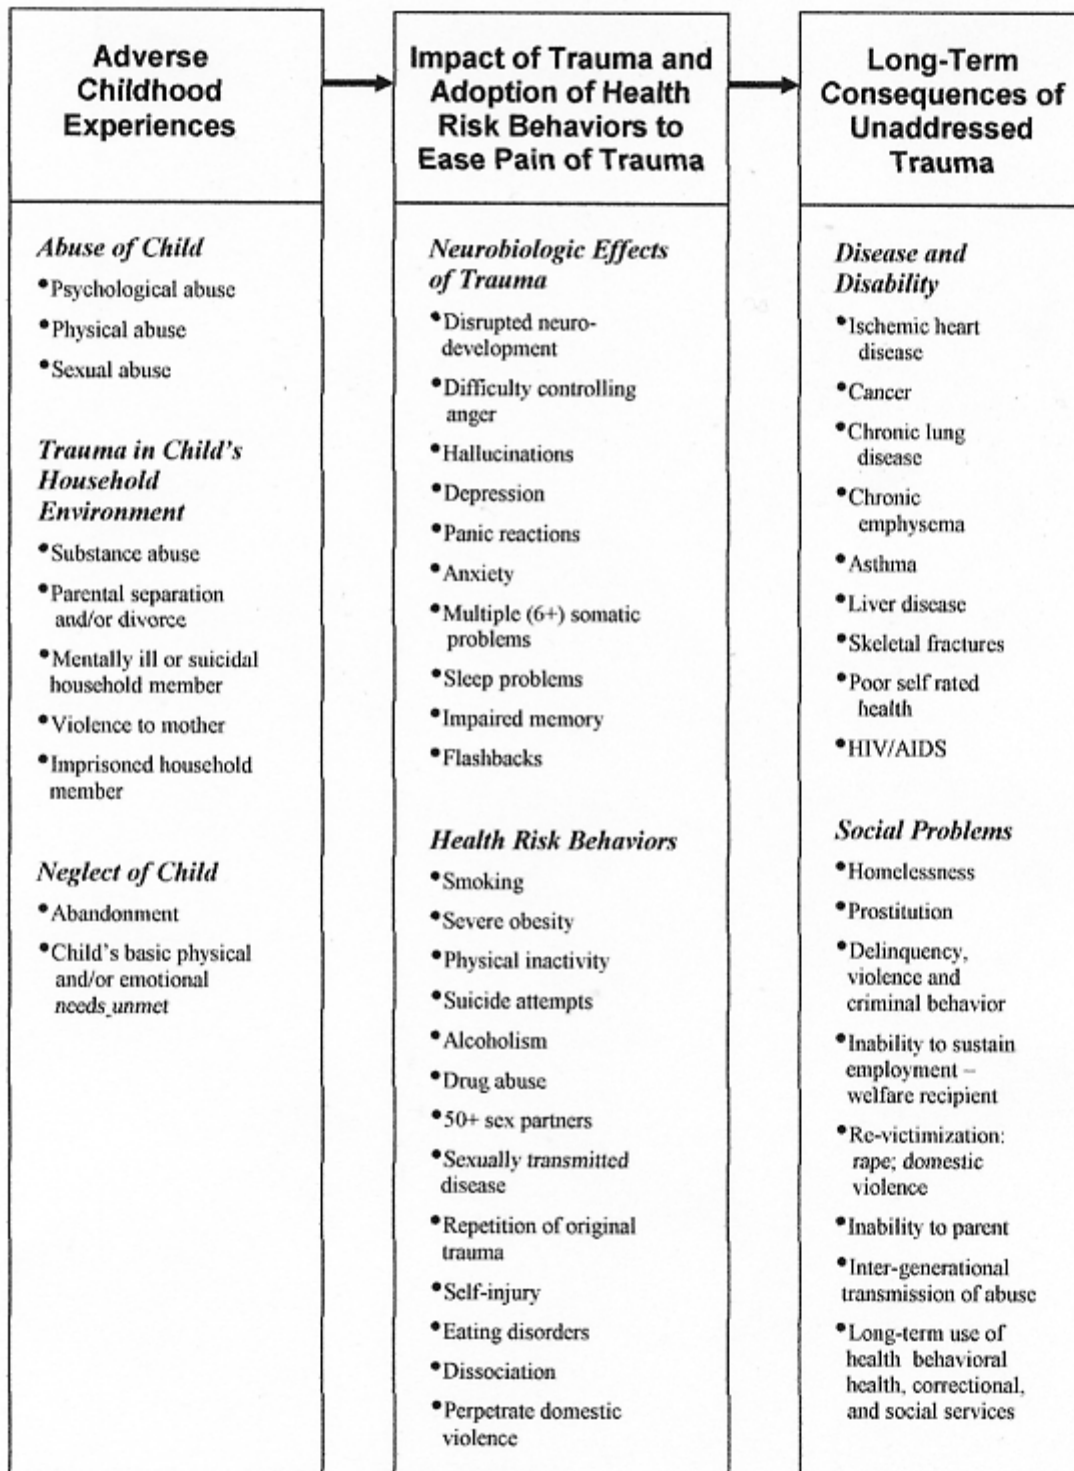 Adverse
Childhood
Experiences
Abuse of Child
•Psychological abuse
•Physical abuse
•Sexual abuse
Trauma in Child's
Household
Environment
•Substance abuse
•Parental separation
and/or divorce
•Mentally ill or suicidal
household member
•Violence to mother
•Imprisoned household
member
Neglect of Child
•Abandonment
•Child's basic physical
and/or emotional
needs unmet
Impact of Trauma and
Adoption of Health
Risk Behaviors to
Ease Pain of Trauma
Neurobiologic Effects
of Trauma
•Disrupted neuro-
development
•Difficulty controlling
anger
•Hallucinations
•Depression
•Panic reactions
•Anxiety
•Multiple (6+) somatic
problems
•Sleep problems
•Impaired memory
•Flashbacks
Health Risk Behaviors
•Smoking
•Severe obesity
•Physical inactivity
•Suicide attempts
•Alcoholism
•Drug abuse
•50+ sex partners
•Sexually transmitted
disease
•Repetition of original
trauma
•Self-injury
•Eating disorders
•Dissociation
•Perpetrate domestic
violence
Long-Term
Consequences of
Unaddressed
Trauma
Disease and
Disability
•Ischemic heart
disease
•Cancer
•Chronic lung
disease
•Chronic
emphysema
•Asthma
•Liver disease
•Skeletal fractures
•Poor self rated
health
•HIV/AIDS
Social Problems
•Homelessness
•Prostitution
•Delinquency,
violence and
criminal behavior
•Inability to sustain
employment –
welfare recipient
•Re-victimization:
rape; domestic
violence
•Inability to parent
•Inter-generational
transmission of abuse
•Long-term use of
health behavioral
health, correctional,
and social services